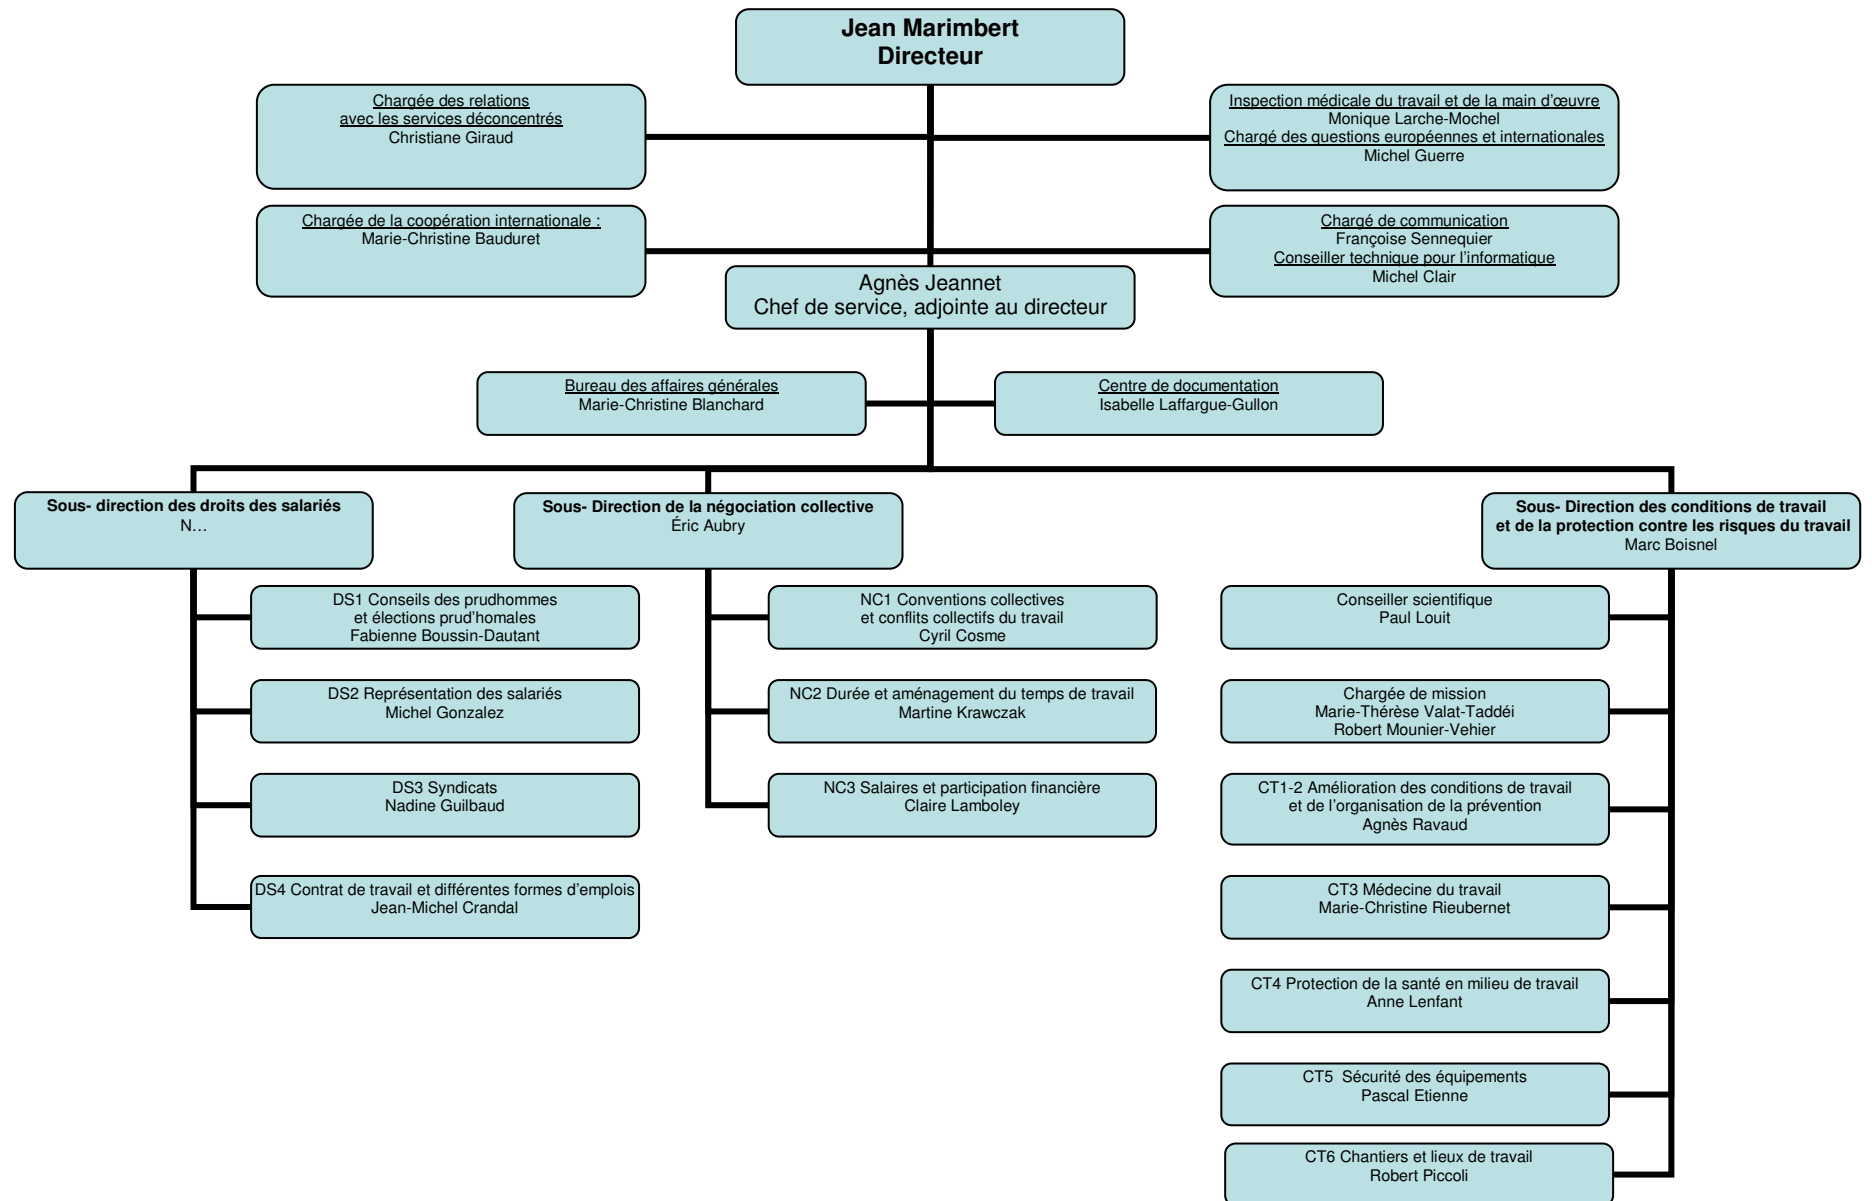 Jean Marimbert
Directeur
Chargée des relations
avec les services déconcentrés
Christiane Giraud
Inspection médicale du travail et de la main d’œuvre
Monique Larche-Mochel
Chargé des questions européennes et internationales
Michel Guerre
Chargée de la coopération internationale :
Marie-Christine Bauduret
Chargé de communication
Françoise Sennequier
Conseiller technique pour l’informatique
Michel Clair
Agnès Jeannet
Chef de service, adjointe au directeur
Bureau des affaires générales
Marie-Christine Blanchard
Centre de documentation
Isabelle Laffargue-Gullon
Sous- direction des droits des salariés
N…
DS1 Conseils des prudhommes
et élections prud’homales
Fabienne Boussin-Dautant
DS2 Représentation des salariés
Michel Gonzalez
DS3 Syndicats
Nadine Guilbaud
DS4 Contrat de travail et différentes formes d’emplois
Jean-Michel Crandal
Sous- Direction de la négociation collective
Éric Aubry
NC1 Conventions collectives
et conflits collectifs du travail
Cyril Cosme
NC2 Durée et aménagement du temps de travail
Martine Krawczak
NC3 Salaires et participation financière
Claire Lamboley
Sous- Direction des conditions de travail
et de la protection contre les risques du travail
Marc Boisnel
Conseiller scientifique
Paul Louit
Chargée de mission
Marie-Thérèse Valat-Taddéi
Robert Mounier-Vehier
CT1-2 Amélioration des conditions de travail
et de l’organisation de la prévention
Agnès Ravaud
CT3 Médecine du travail
Marie-Christine Rieubernet
CT4 Protection de la santé en milieu de travail
Anne Lenfant
CT5 Sécurité des équipements
Pascal Etienne
CT6 Chantiers et lieux de travail
Robert Piccoli